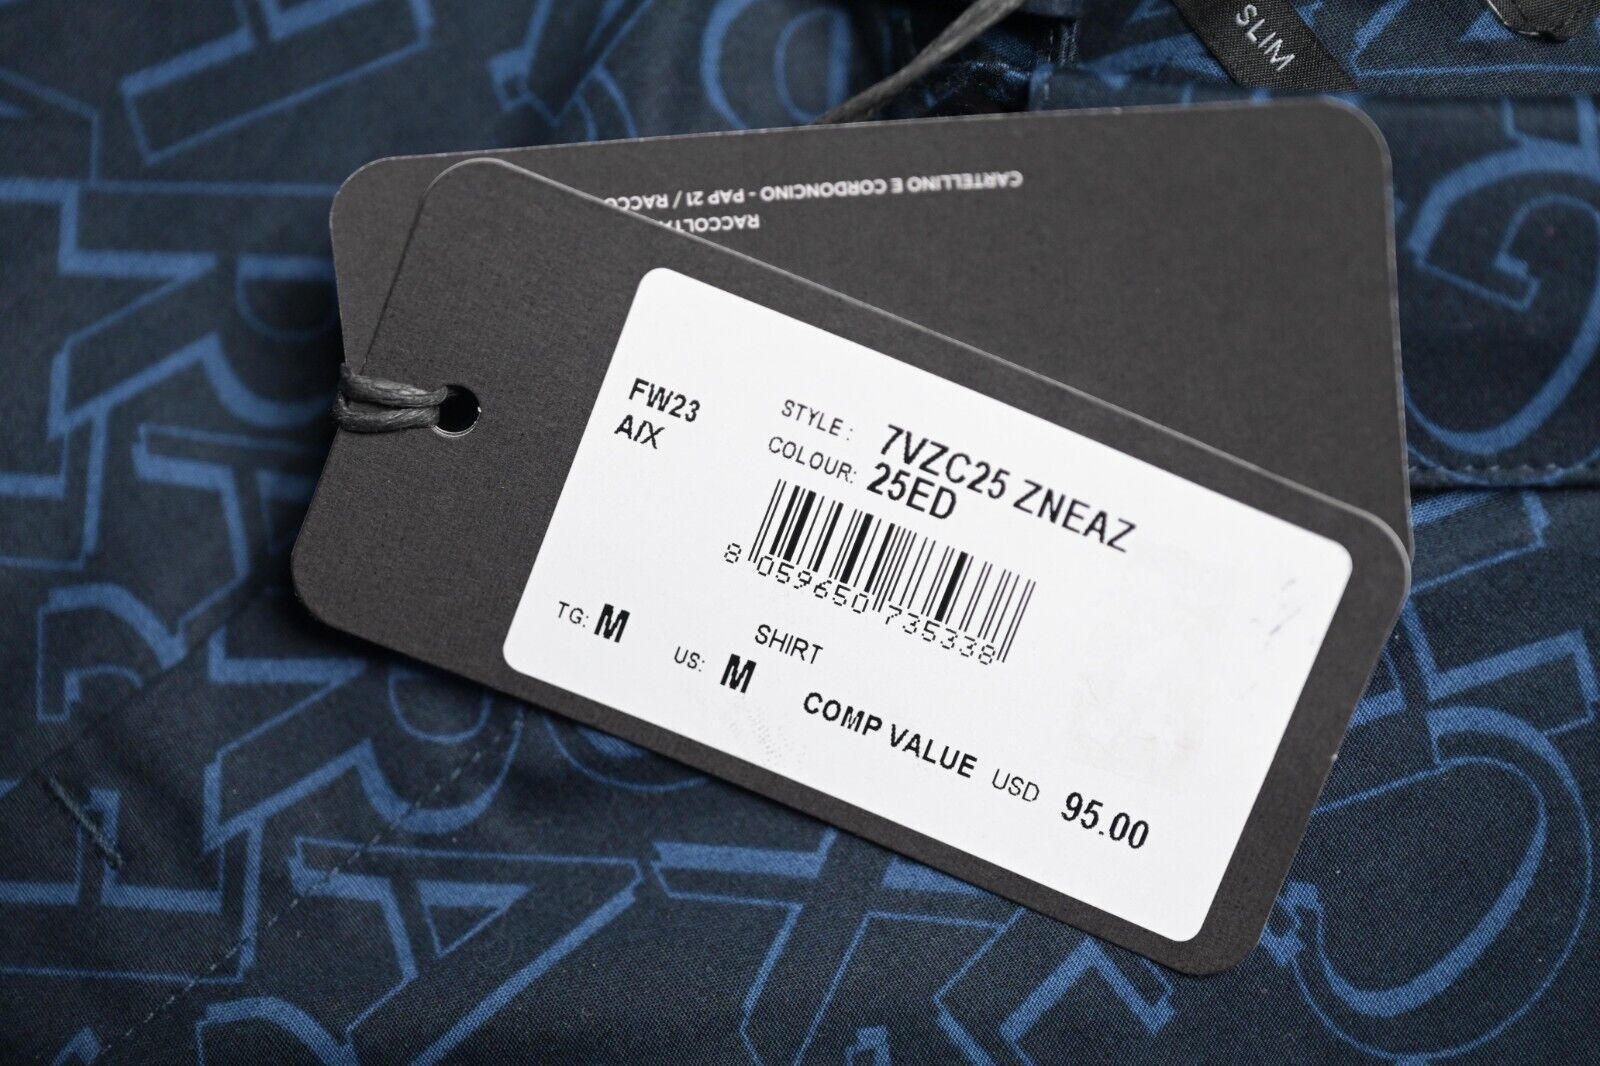 SLIM
CARTELLINO E CORDONCINO - PAP 21 / RACCO
RACCOLTA
FW23
A/X
STYLE: 7VZC25 ZNEAZ
COLOUR: 25ED
8 059650 735338
TG: M
SHIRT
US: M
COMP VALUE USD 95.00